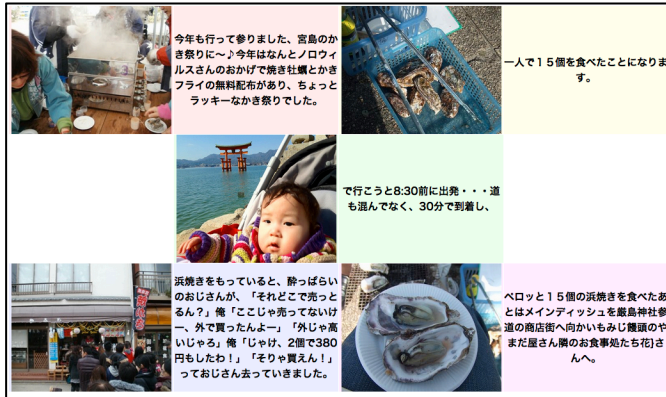 今年も行って参りました、宮島のか
き祭りに〜♪今年はなんとノロウィ
ルスさんのおかげで焼き牡蠣とかき
フライの無料配布があり、ちょっと
ラッキーなかき祭りでした。
一人で１５個を食べたことになりま
す。
で行こうと8:30前に出発・・・道
も混んでなく、30分で到着し、
浜焼きをもっていると、酔っぱらい
のおじさんが、「それどこで売っと
るん？」俺「ここじゃ売ってないけ
ー、外で買ったんよー」「外じゃ高
いじゃろ」俺「じゃけ、2個で380
円もしたわ！」「そりゃ買えん！」
っておじさん去っていきました。
ペロッと１５個の浜焼きを食べたあ
とはメインディッシュを厳島神社参
道の商店街へ向かいもみじ饅頭のや
まだ屋さん隣のお食事処たち花}さ
んへ。